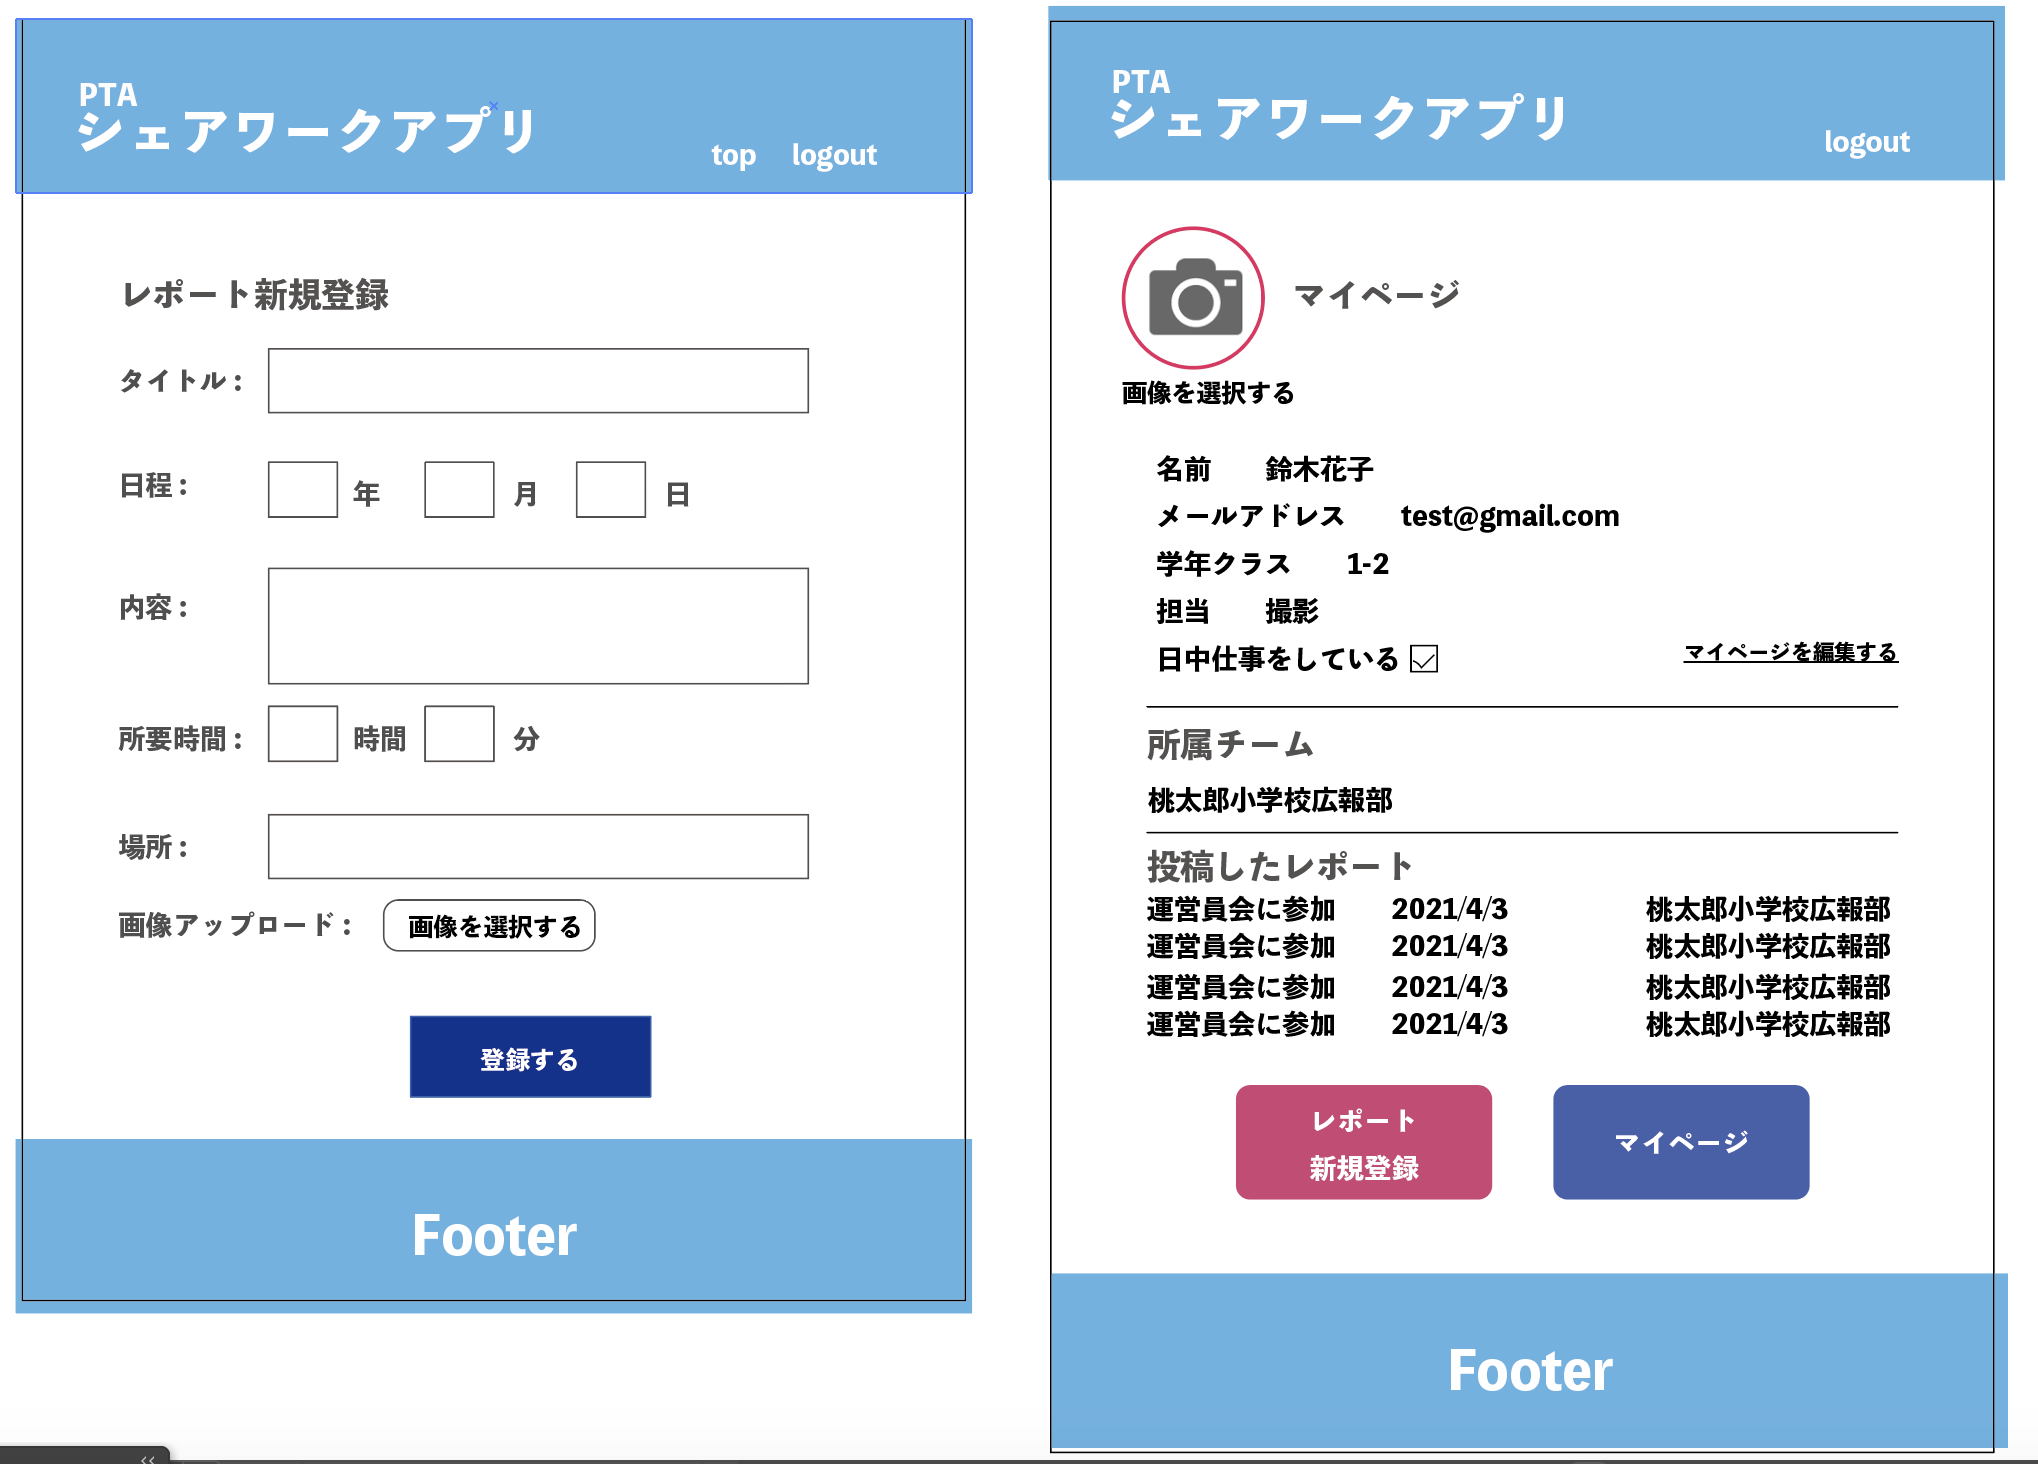 PTA
シェアワークアプリ
top logout
レポート新規登録
タイトル：
日程： 年 月 日
内容：
所要時間： 時間 分
場所：
画像アップロード： 画像を選択する
登録する
Footer
PTA
シェアワークアプリ
logout
マイページ
画像を選択する
名前 鈴木花子
メールアドレス test@gmail.com
学年クラス 1-2
担当 撮影
日中仕事をしている
マイページを編集する
所属チーム
桃太郎小学校広報部
投稿したレポート
運営員会に参加 2021/4/3 桃太郎小学校広報部
運営員会に参加 2021/4/3 桃太郎小学校広報部
運営員会に参加 2021/4/3 桃太郎小学校広報部
運営員会に参加 2021/4/3 桃太郎小学校広報部
レポート
新規登録
マイページ
Footer